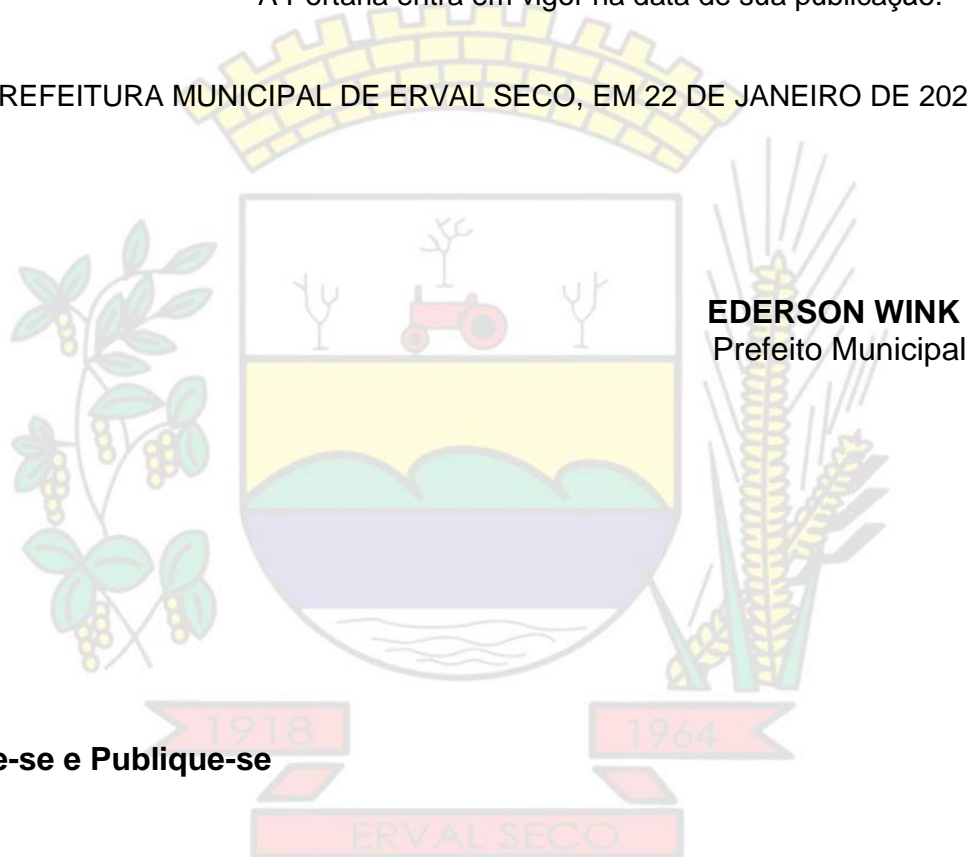 A Portaria entra em vigor na data de sua publicação.
REFEITURA MUNICIPAL DE ERVAL SECO, EM 22 DE JANEIRO DE 202
EDERSON WINK
Prefeito Municipal
1918 1964
e-se e Publique-se
ERVAL SECO